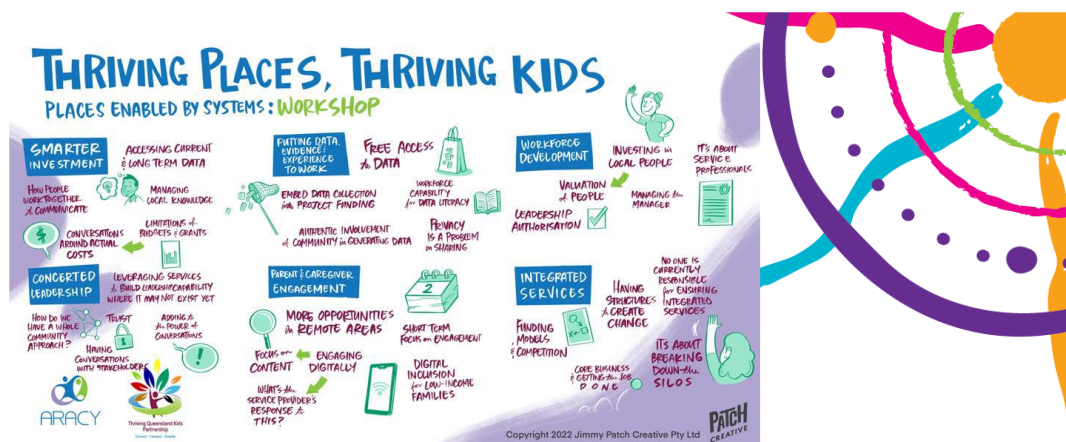 THRIVING PLACES, THRIVING KIDS
PLACES ENABLED BY SYSTEMS: WORKSHOP
SMARTER
INVESTMENT
ACCESSING CURRENT
& LONG TERM DATA
HOW PEOPLE
WORK TOGETHER
& COMMUNICATE
MANAGING
LOCAL KNOWLEDGE
$
CONVERSATIONS
AROUND ACTUAL
COSTS
LIMITATIONS of
BUDGETS & GRANTS
PUTTING DATA,
EVIDENCE &
EXPERIENCE
TO WORK
FREE ACCESS
to DATA
EMBED DATA COLLECTION
into PROJECT FUNDING
WORKFORCE
CAPABILITY
for DATA LITERACY
AUTHENTIC INVOLVEMENT
of COMMUNITY in GENERATING DATA
PRIVACY
IS A PROBLEM
in SHARING
WORKFORCE
DEVELOPMENT
INVESTING in
LOCAL PEOPLE
IT'S ABOUT
SERVICE
PROFESSIONALS
VALUATION
of PEOPLE
MANAGING the
MANAGER
LEADERSHIP
AUTHORISATION
CONCERTED
LEADERSHIP
LEVERAGING SERVICES
to BUILD LEADERSHIP CAPABILITY
WHERE IT MAY NOT EXIST YET
HOW DO WE
HAVE A WHOLE
COMMUNITY
APPROACH?
TRUST
ADDING to
the POWER of
CONVERSATIONS
HAVING
CONVERSATIONS
WITH STAKEHOLDERS
!
PARENT & CAREGIVER
ENGAGEMENT
2
MORE OPPORTUNITIES
in REMOTE AREAS
SHORT TERM
FOCUS on ENGAGEMENT
FOCUS on
CONTENT
ENGAGING
DIGITALLY
WHAT'S the
SERVICE PROVIDER'S
RESPONSE to
THIS?
DIGITAL
INCLUSION
for LOW-INCOME
FAMILIES
INTEGRATED
SERVICES
HAVING
STRUCTURES
to CREATE
CHANGE
NO ONE IS
CURRENTLY
RESPONSIBLE
for ENSURING
INTEGRATED
SERVICES
FUNDING
MODELS
& COMPETITION
CORE BUSINESS
& GETTING the JOB
DONE
IT'S ABOUT
BREAKING
DOWN the
SILOS
ARACY
Thriving Queensland Kids
Partnership
Copyright 2022 Jimmy Patch Creative Pty Ltd
PATCH
CREATIVE